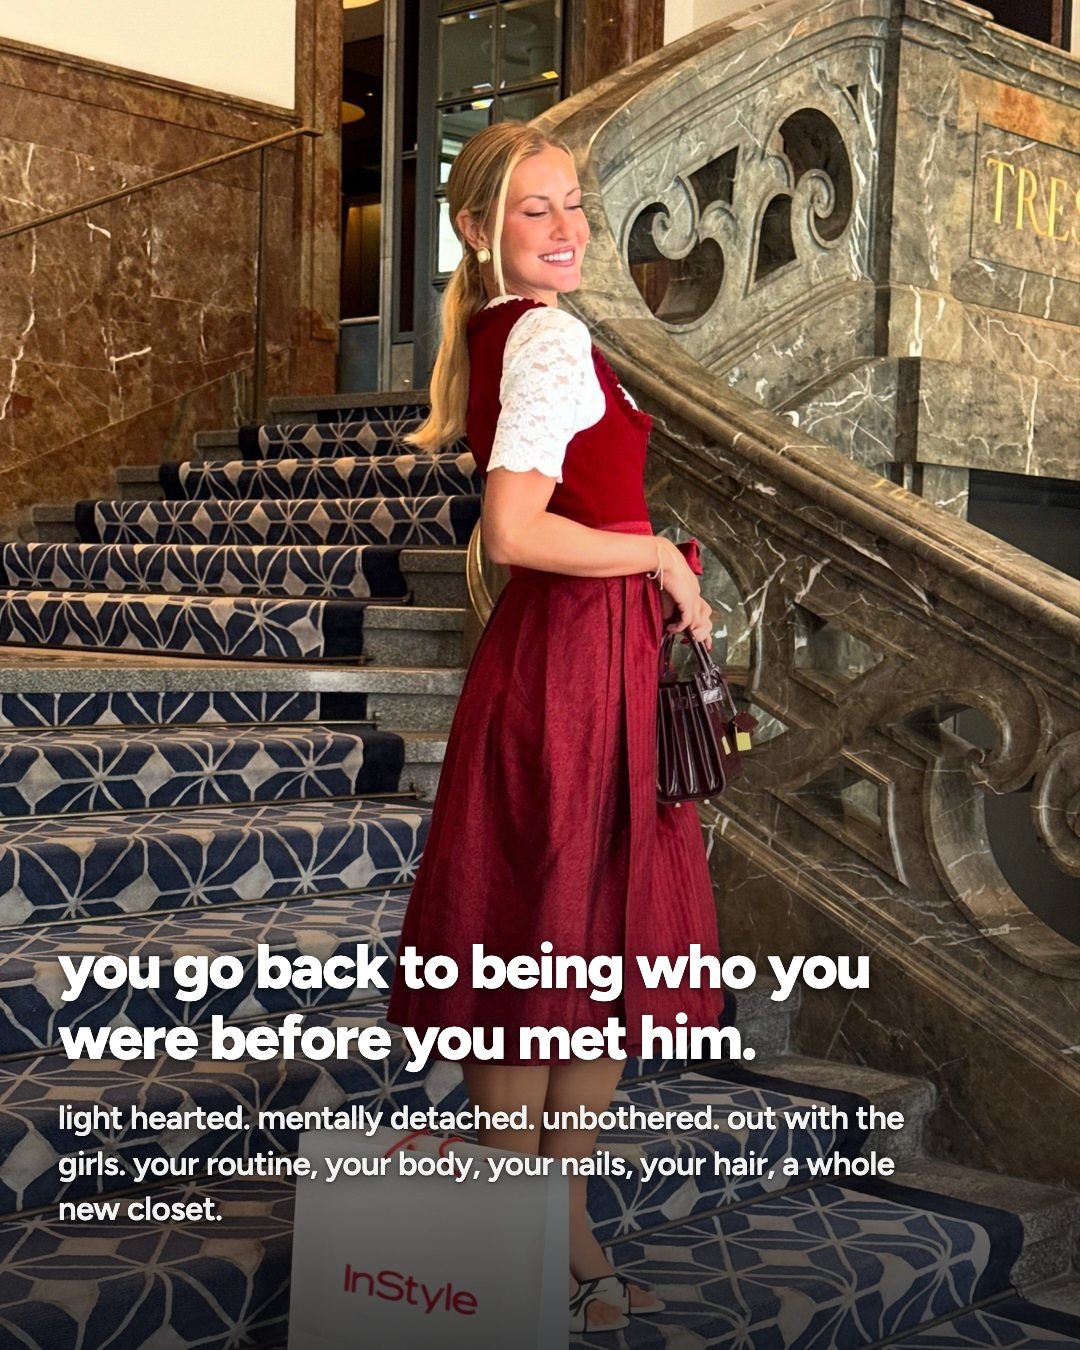 TRES
you go back to being who you
were before you met him.
light hearted. mentally detached. unbothered. out with the
girls. your routine, your body, your nails, your hair, a whole
new closet.
InStyle